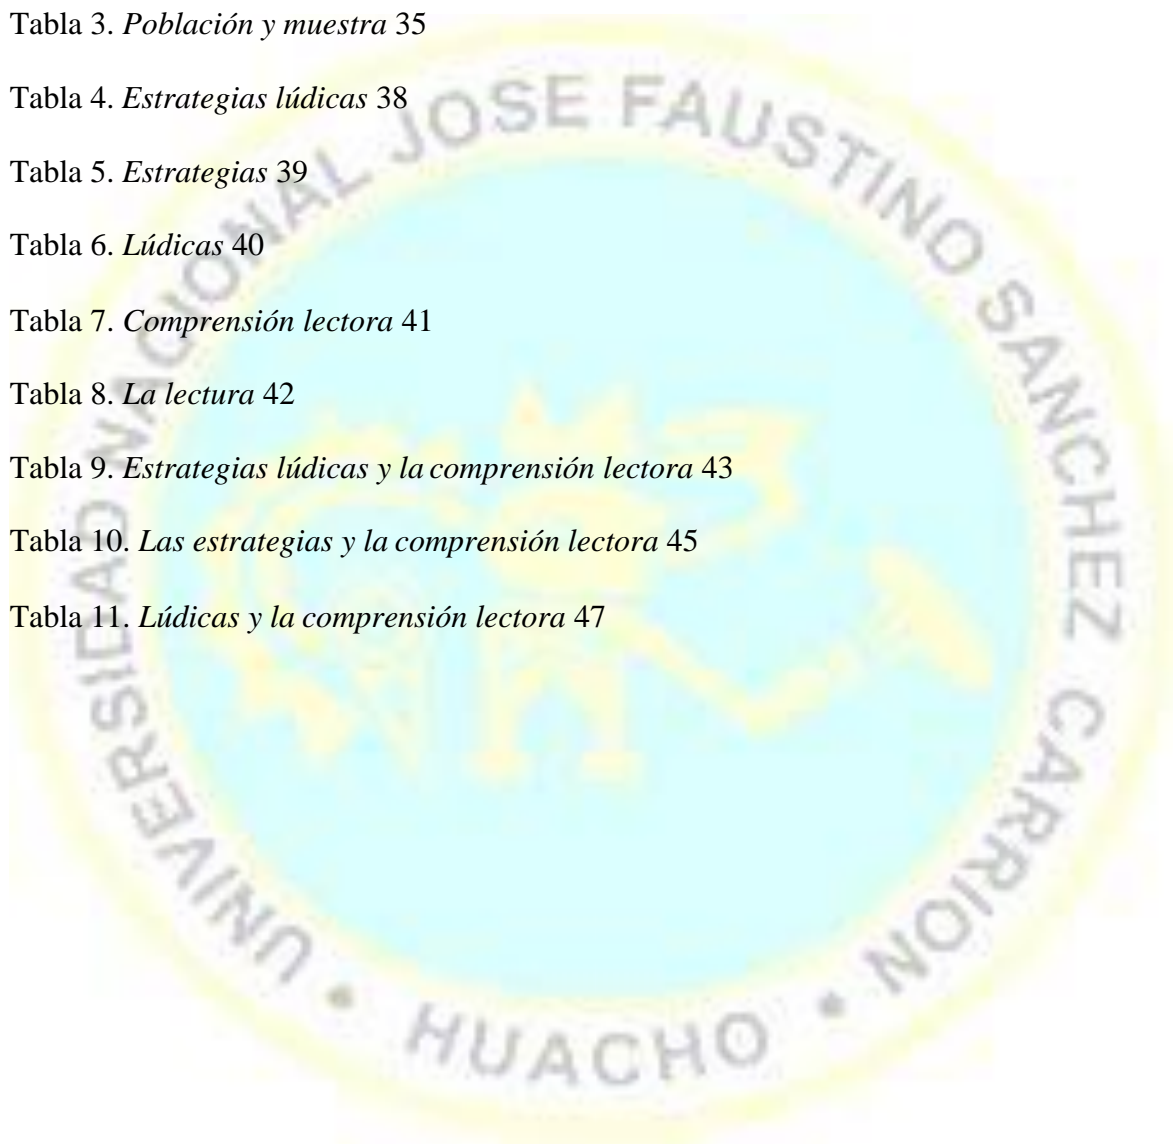 Tabla 3. Población y muestra 35
Tabla 4. Estrategias lúdicas 38
Tabla 5. Estrategias 39
Tabla 6. Lúdicas 40
Tabla 7. Comprensión lectora 41
Tabla 8. La lectura 42
Tabla 9. Estrategias lúdicas y la comprensión lectora 43
Tabla 10. Las estrategias y la comprensión lectora 45
Tabla 11. Lúdicas y la comprensión lectora 47
UNIVERSIDAD NACIONAL JOSE FAUSTINO SANCHEZ CARRION • HUACHO •